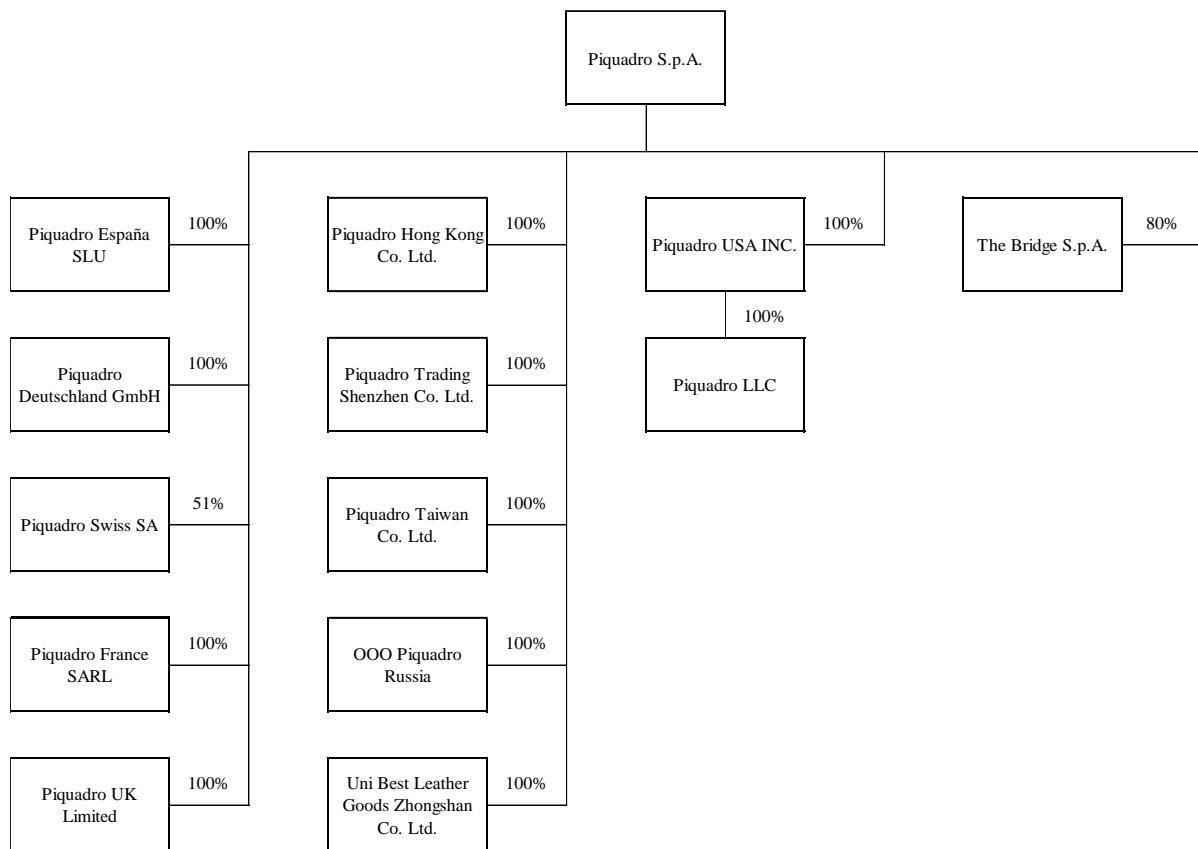 Piquadro S.p.A.
100%
Piquadro España
SLU
100%
Piquadro Hong Kong
Co. Ltd.
100%
Piquadro USA INC.
80%
The Bridge S.p.A.
100%
100%
Piquadro
Deutschland GmbH
100%
Piquadro Trading
Shenzhen Co. Ltd.
Piquadro LLC
51%
Piquadro Swiss SA
100%
Piquadro Taiwan
Co. Ltd.
100%
Piquadro France
SARL
100%
OOO Piquadro
Russia
100%
Piquadro UK
Limited
100%
Uni Best Leather
Goods Zhongshan
Co. Ltd.